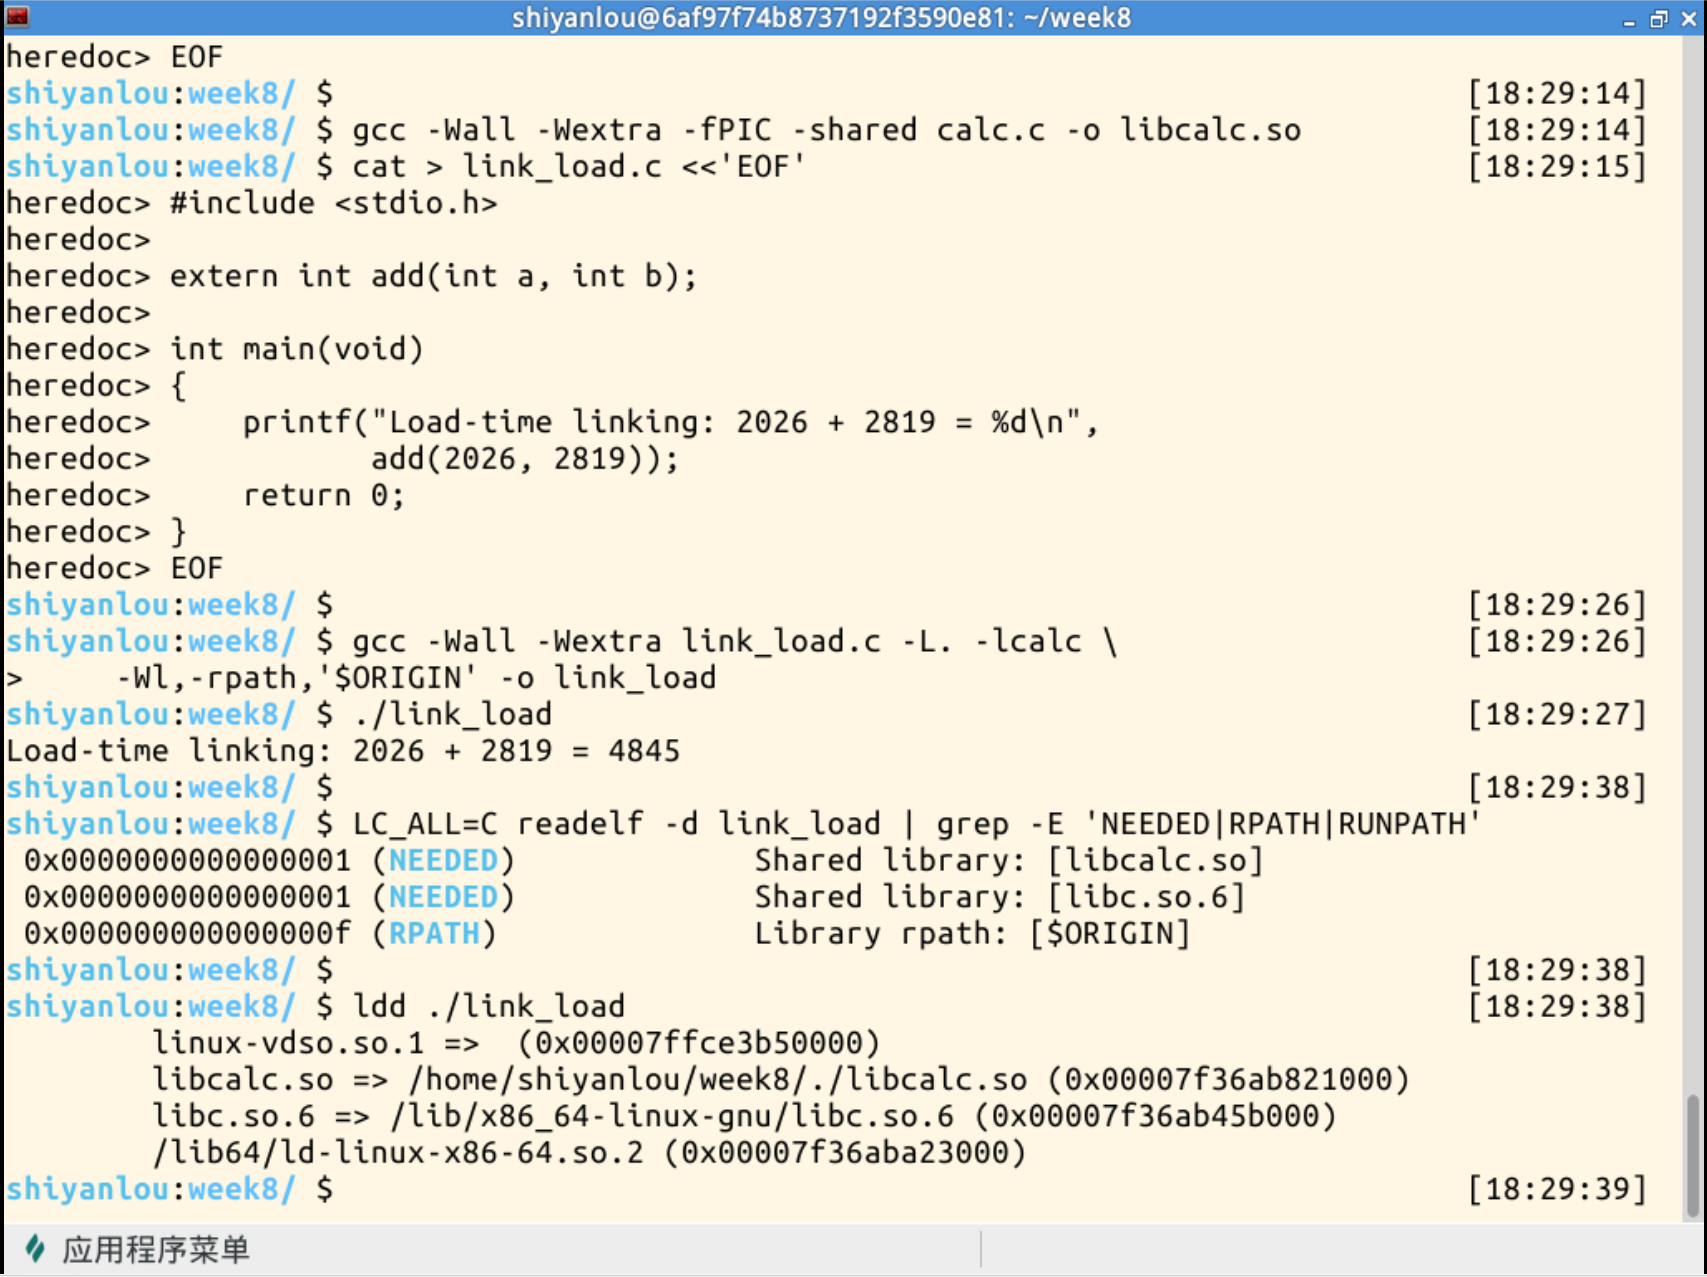 shiyanlou@6af97f74b8737192f3590e81: ~/week8
heredoc> EOF
shiyanlou:week8/ $ [18:29:14]
shiyanlou:week8/ $ gcc -Wall -Wextra -fPIC -shared calc.c -o libcalc.so [18:29:14]
shiyanlou:week8/ $ cat > link_load.c <<'EOF' [18:29:15]
heredoc> #include <stdio.h>
heredoc>
heredoc> extern int add(int a, int b);
heredoc>
heredoc> int main(void)
heredoc> {
heredoc>     printf("Load-time linking: 2026 + 2819 = %d\n",
heredoc>            add(2026, 2819));
heredoc>     return 0;
heredoc> }
heredoc> EOF
shiyanlou:week8/ $ [18:29:26]
shiyanlou:week8/ $ gcc -Wall -Wextra link_load.c -L. -lcalc \ [18:29:26]
>     -Wl,-rpath,'$ORIGIN' -o link_load
shiyanlou:week8/ $ ./link_load [18:29:27]
Load-time linking: 2026 + 2819 = 4845
shiyanlou:week8/ $ [18:29:38]
shiyanlou:week8/ $ LC_ALL=C readelf -d link_load | grep -E 'NEEDED|RPATH|RUNPATH'
 0x0000000000000001 (NEEDED)             Shared library: [libcalc.so]
 0x0000000000000001 (NEEDED)             Shared library: [libc.so.6]
 0x000000000000000f (RPATH)              Library rpath: [$ORIGIN]
shiyanlou:week8/ $ [18:29:38]
shiyanlou:week8/ $ ldd ./link_load [18:29:38]
        linux-vdso.so.1 =>  (0x00007ffce3b50000)
        libcalc.so => /home/shiyanlou/week8/./libcalc.so (0x00007f36ab821000)
        libc.so.6 => /lib/x86_64-linux-gnu/libc.so.6 (0x00007f36ab45b000)
        /lib64/ld-linux-x86-64.so.2 (0x00007f36aba23000)
shiyanlou:week8/ $ [18:29:39]
应用程序菜单